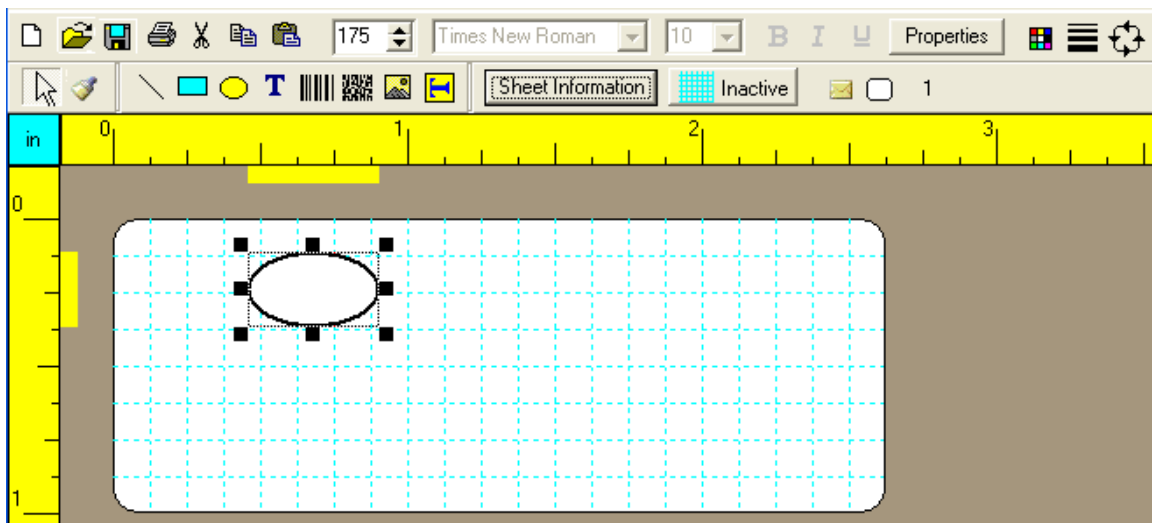 175 Times New Roman 10 B I U Properties
T Sheet Information Inactive 1
in 0 1 2 3
0
1